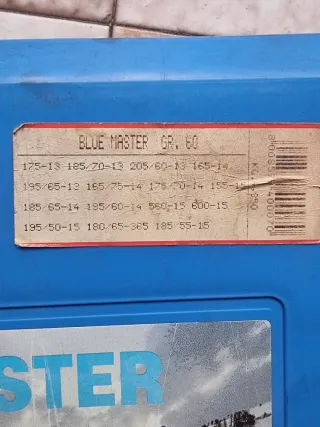 BLUE MASTER GR. 60
175-13 185/70-13 205/60-13 165-14
195/65-13 165/75-14 175/70-14 155-15
185/65-14 195/60-14 560-15 600-15
195/50-15 180/65-365 185 55-15
STER